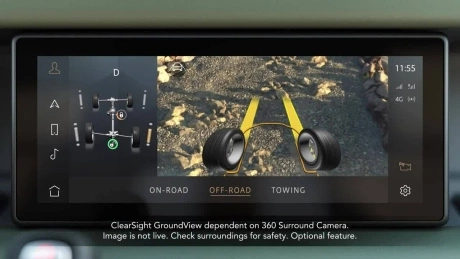 D
11:55
4G
ON-ROAD OFF-ROAD TOWING
ClearSight GroundView dependent on 360 Surround Camera.
Image is not live. Check surroundings for safety. Optional feature.